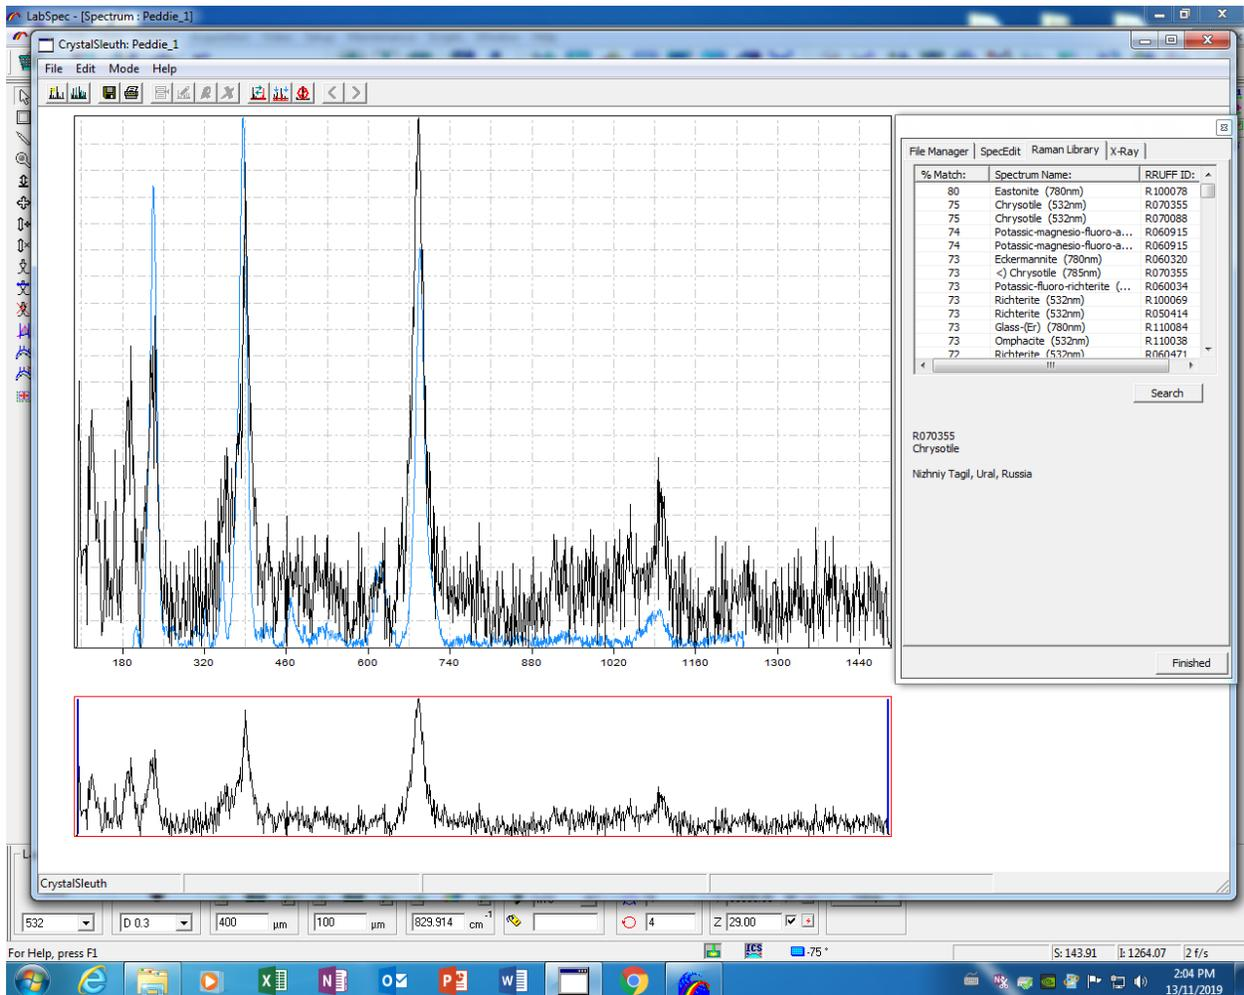 LabSpec - [Spectrum : Peddie_1]
CrystalSleuth: Peddie_1
File Edit Mode Help
File Manager SpecEdit Raman Library X-Ray
% Match: Spectrum Name: RRUFF ID:
80 Eastonite (780nm) R100078
75 Chrysotile (532nm) R070355
75 Chrysotile (532nm) R070088
74 Potassic-magnesio-fluoro-a... R060915
74 Potassic-magnesio-fluoro-a... R060915
73 Eckermannite (780nm) R060320
73 <) Chrysotile (785nm) R070355
73 Potassic-fluoro-richterite (... R060034
73 Richterite (532nm) R100069
73 Richterite (532nm) R050414
73 Glass-(Er) (780nm) R110084
73 Omphacite (532nm) R110038
72 Richterite (532nm) R060471
Search
R070355
Chrysotile
Nizhniy Tagil, Ural, Russia
Finished
180 320 460 600 740 880 1020 1160 1300 1440
CrystalSleuth
532 D 0.3 400 µm 100 µm 829.914 cm-1 4 Z 29.00
For Help, press F1 ICS -75 ° S: 143.91 I: 1264.07 2 f/s
2:04 PM
13/11/2019